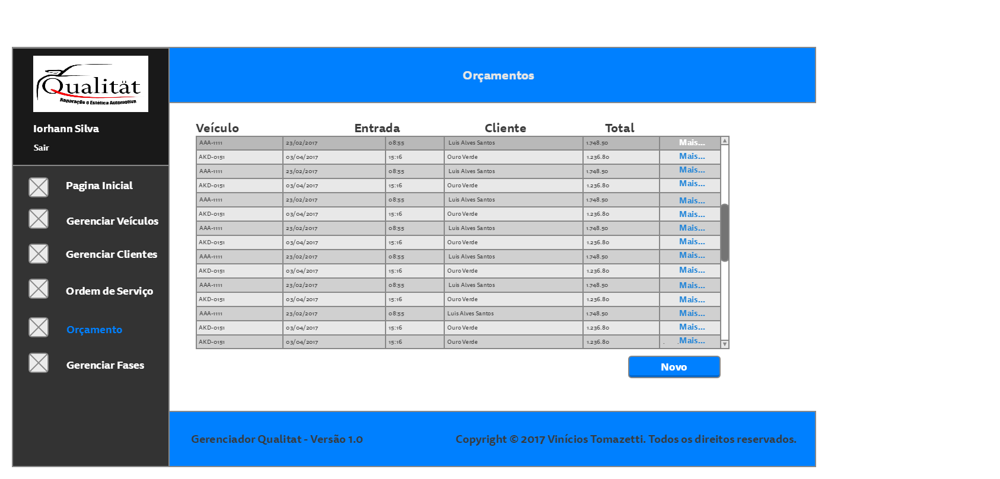 Qualität
Reparação e Estética Automotiva
Iorhann Silva
Sair
Pagina Inicial
Gerenciar Veículos
Gerenciar Clientes
Ordem de Serviço
Orçamento
Gerenciar Fases
Orçamentos
Veículo Entrada Cliente Total
AAA-1111 23/02/2017 08:55 Luis Alves Santos 1.748.50 Mais...
AKD-0151 03/04/2017 15:16 Ouro Verde 1.236.80 Mais...
AAA-1111 23/02/2017 08:55 Luis Alves Santos 1.748.50 Mais...
AKD-0151 03/04/2017 15:16 Ouro Verde 1.236.80 Mais...
AAA-1111 23/02/2017 08:55 Luis Alves Santos 1.748.50 Mais...
AKD-0151 03/04/2017 15:16 Ouro Verde 1.236.80 Mais...
AAA-1111 23/02/2017 08:55 Luis Alves Santos 1.748.50 Mais...
AKD-0151 03/04/2017 15:16 Ouro Verde 1.236.80 Mais...
AAA-1111 23/02/2017 08:55 Luis Alves Santos 1.748.50 Mais...
AKD-0151 03/04/2017 15:16 Ouro Verde 1.236.80 Mais...
AAA-1111 23/02/2017 08:55 Luis Alves Santos 1.748.50 Mais...
AKD-0151 03/04/2017 15:16 Ouro Verde 1.236.80 Mais...
AAA-1111 23/02/2017 08:55 Luis Alves Santos 1.748.50 Mais...
AKD-0151 03/04/2017 15:16 Ouro Verde 1.236.80 Mais...
AKD-0151 03/04/2017 15:16 Ouro Verde 1.236.80 . .Mais...
Novo
Gerenciador Qualitat - Versão 1.0
Copyright © 2017 Vinícios Tomazetti. Todos os direitos reservados.